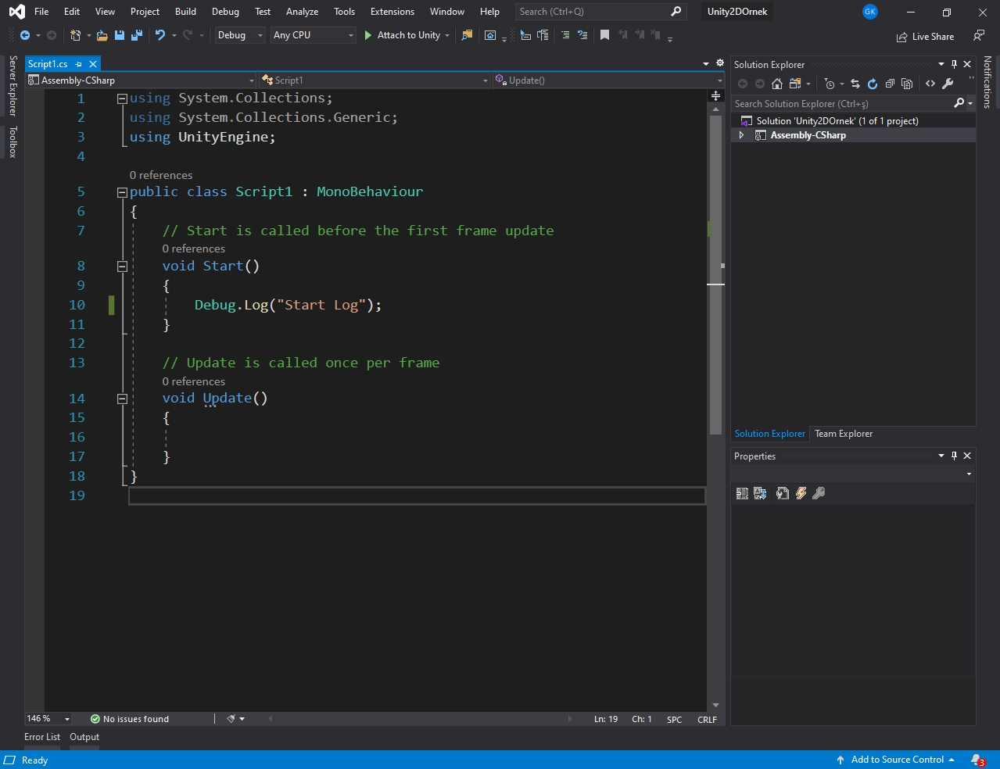 File Edit View Project Build Debug Test Analyze Tools Extensions Window Help Search (Ctrl+Q) Unity2DOrnek GK
Debug Any CPU Attach to Unity Live Share
Server Explorer
Toolbox
Script1.cs
Assembly-CSharp Script1 Update()
1 using System.Collections;
2 using System.Collections.Generic;
3 using UnityEngine;
4
0 references
5 public class Script1 : MonoBehaviour
6 {
7 // Start is called before the first frame update
0 references
8 void Start()
9 {
10 Debug.Log("Start Log");
11 }
12
13 // Update is called once per frame
0 references
14 void Update()
15 {
16
17 }
18 }
19
146 % No issues found Ln: 19 Ch: 1 SPC CRLF
Solution Explorer
Search Solution Explorer (Ctrl+ş)
Solution 'Unity2DOrnek' (1 of 1 project)
Assembly-CSharp
Solution Explorer Team Explorer
Properties
Notifications
Error List Output
Ready Add to Source Control 3